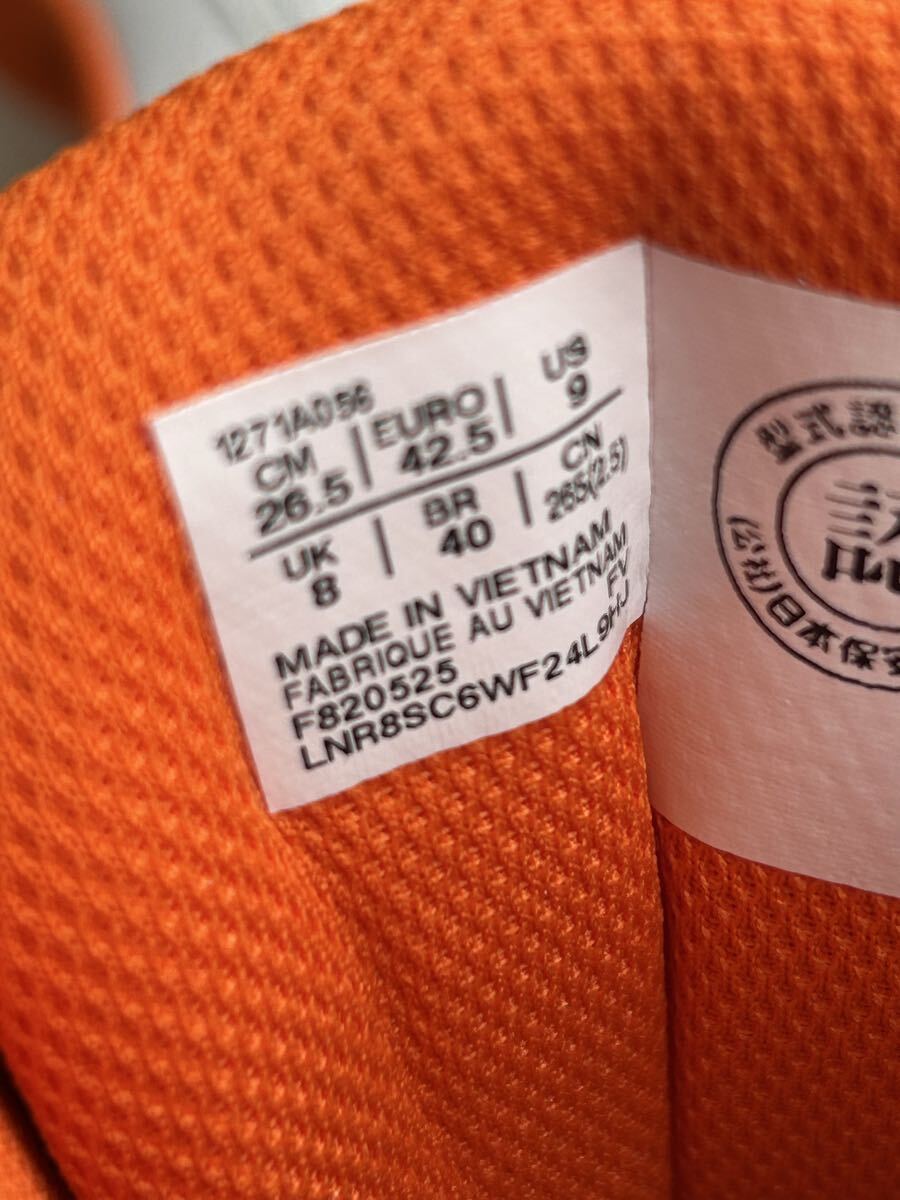 1271A056
CM | EURO | US
26.5 | 42.5 | 9
UK | BR | CN
8 | 40 | 265(2.5)
MADE IN VIETNAM
FABRIQUE AU VIETNAM
F820525 FV
LNR8SC6WF24L9HJ
型式認
(公社)日本保安